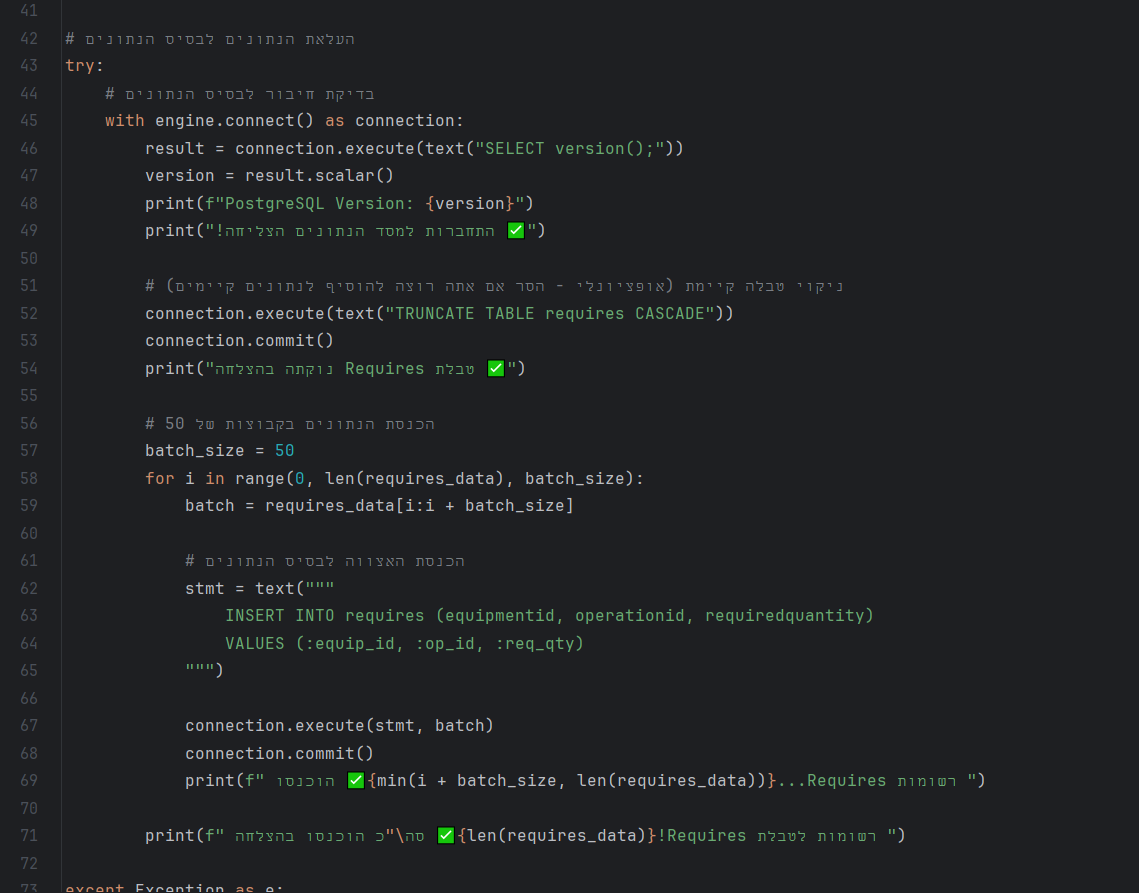 41
42 # העלאת הנתונים לבסיס הנתונים
43 try:
44     # בדיקת חיבור לבסיס הנתונים
45     with engine.connect() as connection:
46         result = connection.execute(text("SELECT version();"))
47         version = result.scalar()
48         print(f"PostgreSQL Version: {version}")
49         print("✅ התחברות למסד הנתונים הצליחה!")
50
51         # ניקוי טבלה קיימת (אופציונלי - הסר אם אתה רוצה להוסיף לנתונים קיימים)
52         connection.execute(text("TRUNCATE TABLE requires CASCADE"))
53         connection.commit()
54         print("✅ טבלת Requires נוקתה בהצלחה")
55
56         # הכנסת הנתונים בקבוצות של 50
57         batch_size = 50
58         for i in range(0, len(requires_data), batch_size):
59             batch = requires_data[i:i + batch_size]
60
61             # הכנסת האצווה לבסיס הנתונים
62             stmt = text("""
63                 INSERT INTO requires (equipmentid, operationid, requiredquantity)
64                 VALUES (:equip_id, :op_id, :req_qty)
65             """)
66
67             connection.execute(stmt, batch)
68             connection.commit()
69             print(f"✅ הוכנסו {min(i + batch_size, len(requires_data))} רשומות Requires...")
70
71         print(f"✅ סה\"כ הוכנסו בהצלחה {len(requires_data)} רשומות לטבלת Requires!")
72
73 except Exception as e: